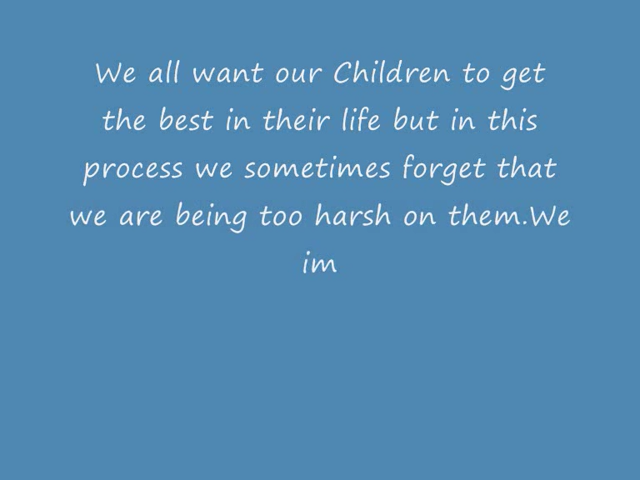 We all want our Children to get
the best in their life but in this
process we sometimes forget that
we are being too harsh on them.We
im